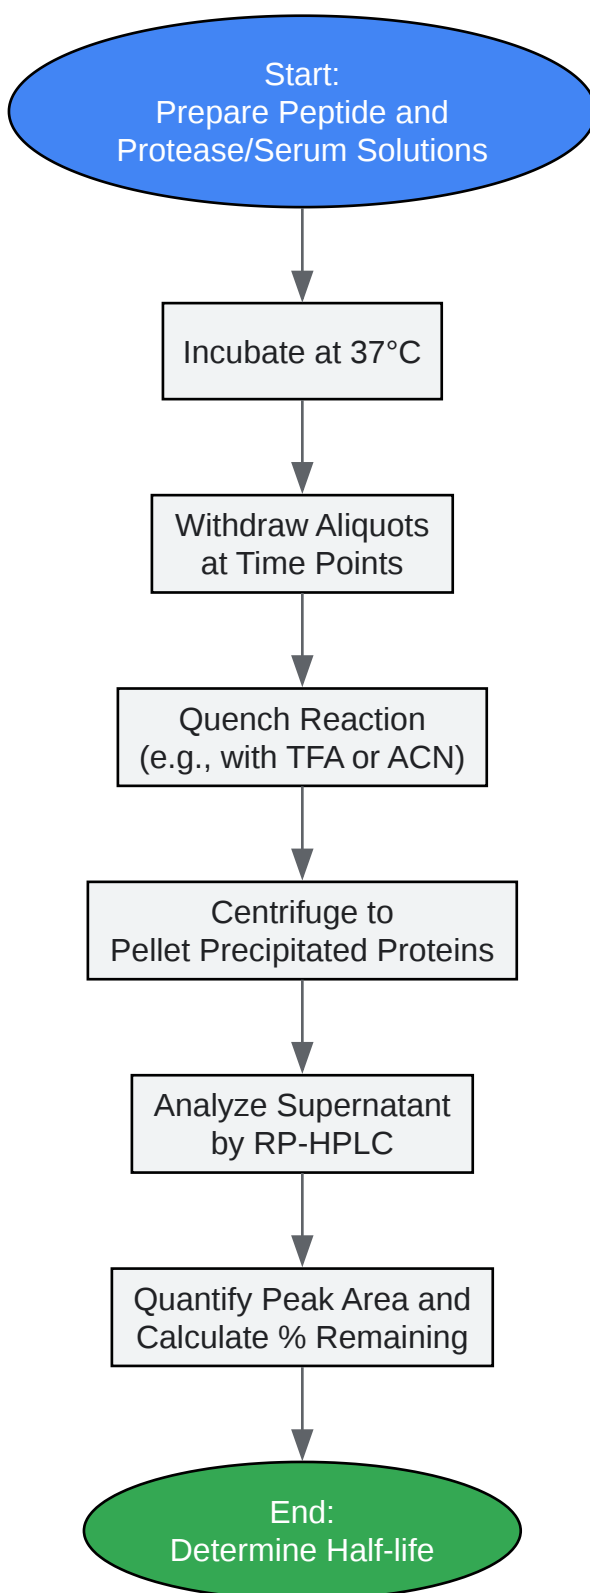 Start:
Prepare Peptide and
Protease/Serum Solutions
Incubate at 37°C
Withdraw Aliquots
at Time Points
Quench Reaction
(e.g., with TFA or ACN)
Centrifuge to
Pellet Precipitated Proteins
Analyze Supernatant
by RP-HPLC
Quantify Peak Area and
Calculate % Remaining
End:
Determine Half-life